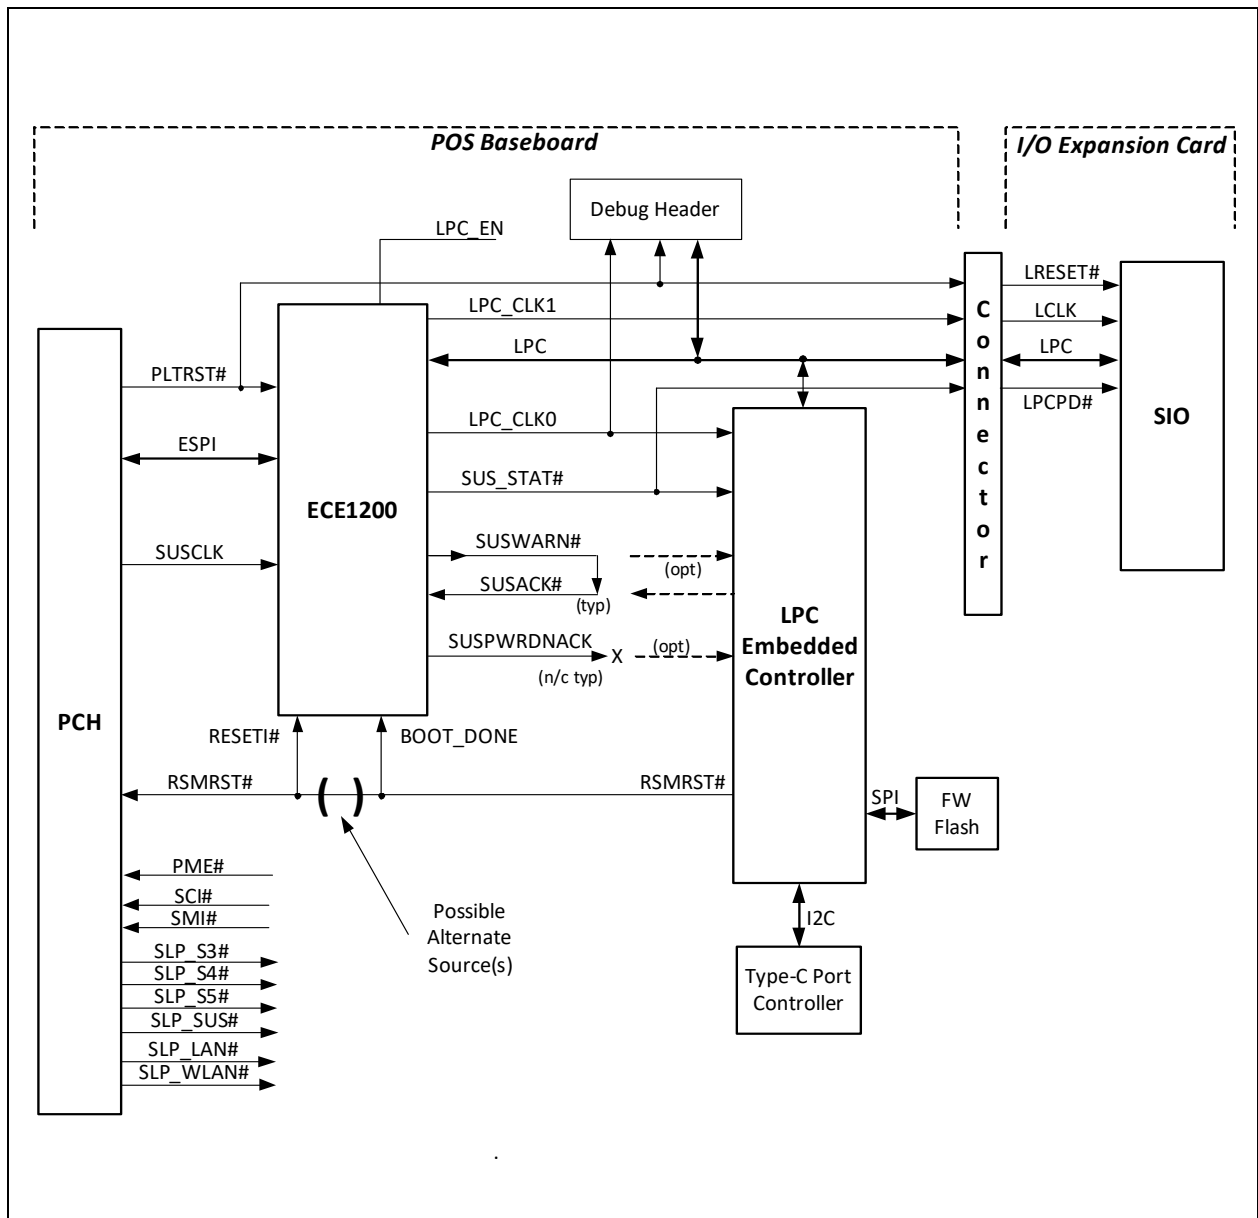 POS Baseboard
I/O Expansion Card
Debug Header
LPC_EN
LRESET#
LPC_CLK1
LCLK
Connector
LPC
LPC
PLTRST#
LPCPD#
LPC_CLK0
SIO
ESPI
SUS_STAT#
ECE1200
SUSCLK
SUSWARN#
(opt)
SUSACK#
(typ)
LPC
Embedded
Controller
SUSPWRDNACK
X
(opt)
(n/c typ)
PCH
RESETI#
BOOT_DONE
RSMRST#
( )
RSMRST#
SPI
FW
Flash
PME#
SCI#
SMI#
Possible
Alternate
Source(s)
I2C
SLP_S3#
SLP_S4#
SLP_S5#
SLP_SUS#
SLP_LAN#
SLP_WLAN#
Type-C Port
Controller
.